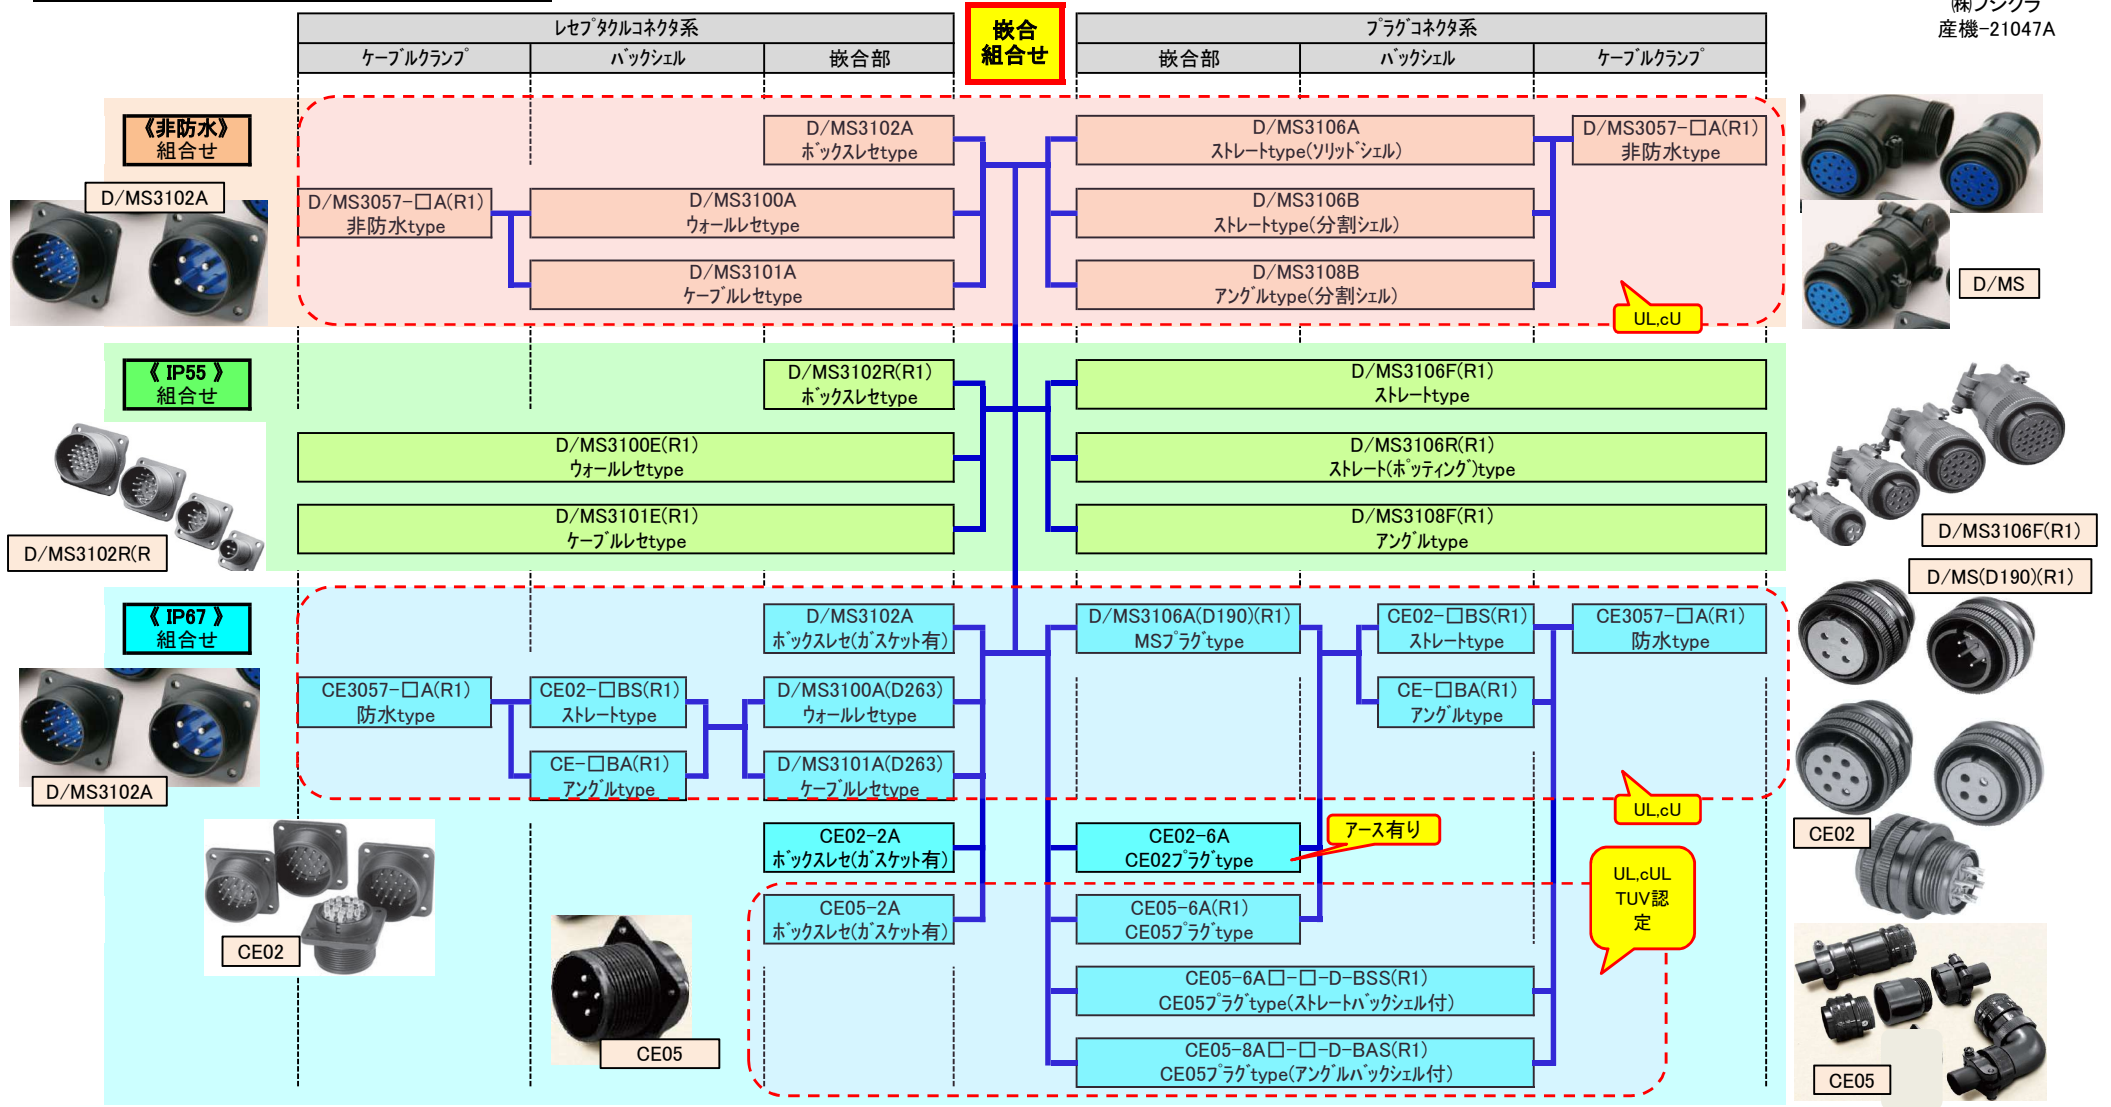 ㈱フジクラ
産機-21047A
レセプタクルコネクタ系
嵌合
組合せ
プラグコネクタ系
ケーブルクランプ
バックシェル
嵌合部
嵌合部
バックシェル
ケーブルクランプ
《非防水》
組合せ
D/MS3102A
ボックスレセtype
D/MS3106A
ストレートtype(ソリッドシェル)
D/MS3057-□A(R1)
非防水type
D/MS3102A
D/MS3057-□A(R1)
非防水type
D/MS3100A
ウォールレセtype
D/MS3106B
ストレートtype(分割シェル)
D/MS3101A
ケーブルレセtype
D/MS3108B
アングルtype(分割シェル)
D/MS
UL,cU
《 IP55 》
組合せ
D/MS3102R(R1)
ボックスレセtype
D/MS3106F(R1)
ストレートtype
D/MS3100E(R1)
ウォールレセtype
D/MS3106R(R1)
ストレート(ポッティング)type
D/MS3101E(R1)
ケーブルレセtype
D/MS3108F(R1)
アングルtype
D/MS3102R(R
D/MS3106F(R1)
D/MS(D190)(R1)
《 IP67 》
組合せ
D/MS3102A
ボックスレセ(ガスケット有)
D/MS3106A(D190)(R1)
MSプラグtype
CE02-□BS(R1)
ストレートtype
CE3057-□A(R1)
防水type
CE3057-□A(R1)
防水type
CE02-□BS(R1)
ストレートtype
D/MS3100A(D263)
ウォールレセtype
CE-□BA(R1)
アングルtype
CE-□BA(R1)
アングルtype
D/MS3101A(D263)
ケーブルレセtype
D/MS3102A
UL,cU
CE02-2A
ボックスレセ(ガスケット有)
CE02-6A
CE02プラグtype
アース有り
CE02
CE05-2A
ボックスレセ(ガスケット有)
CE05-6A(R1)
CE05プラグtype
UL,cUL
TUV認
定
CE02
CE05-6A□-□-D-BSS(R1)
CE05プラグtype(ストレートバックシェル付)
CE05
CE05-8A□-□-D-BAS(R1)
CE05プラグtype(アングルバックシェル付)
CE05